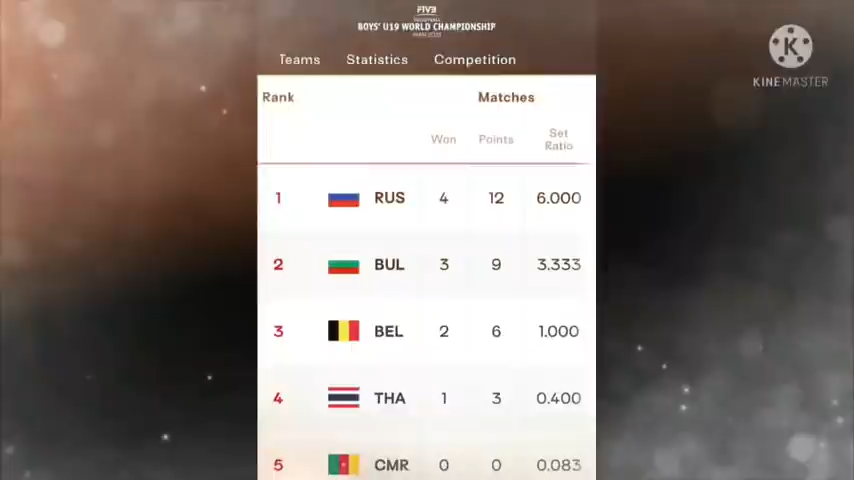 FIVB
BOYS' U19 WORLD CHAMPIONSHIP
Teams Statistics Competition
KINEMASTER
Rank Matches
Won Points Set Ratio
1 RUS 4 12 6.000
2 BUL 3 9 3.333
3 BEL 2 6 1.000
4 THA 1 3 0.400
5 CMR 0 0 0.083